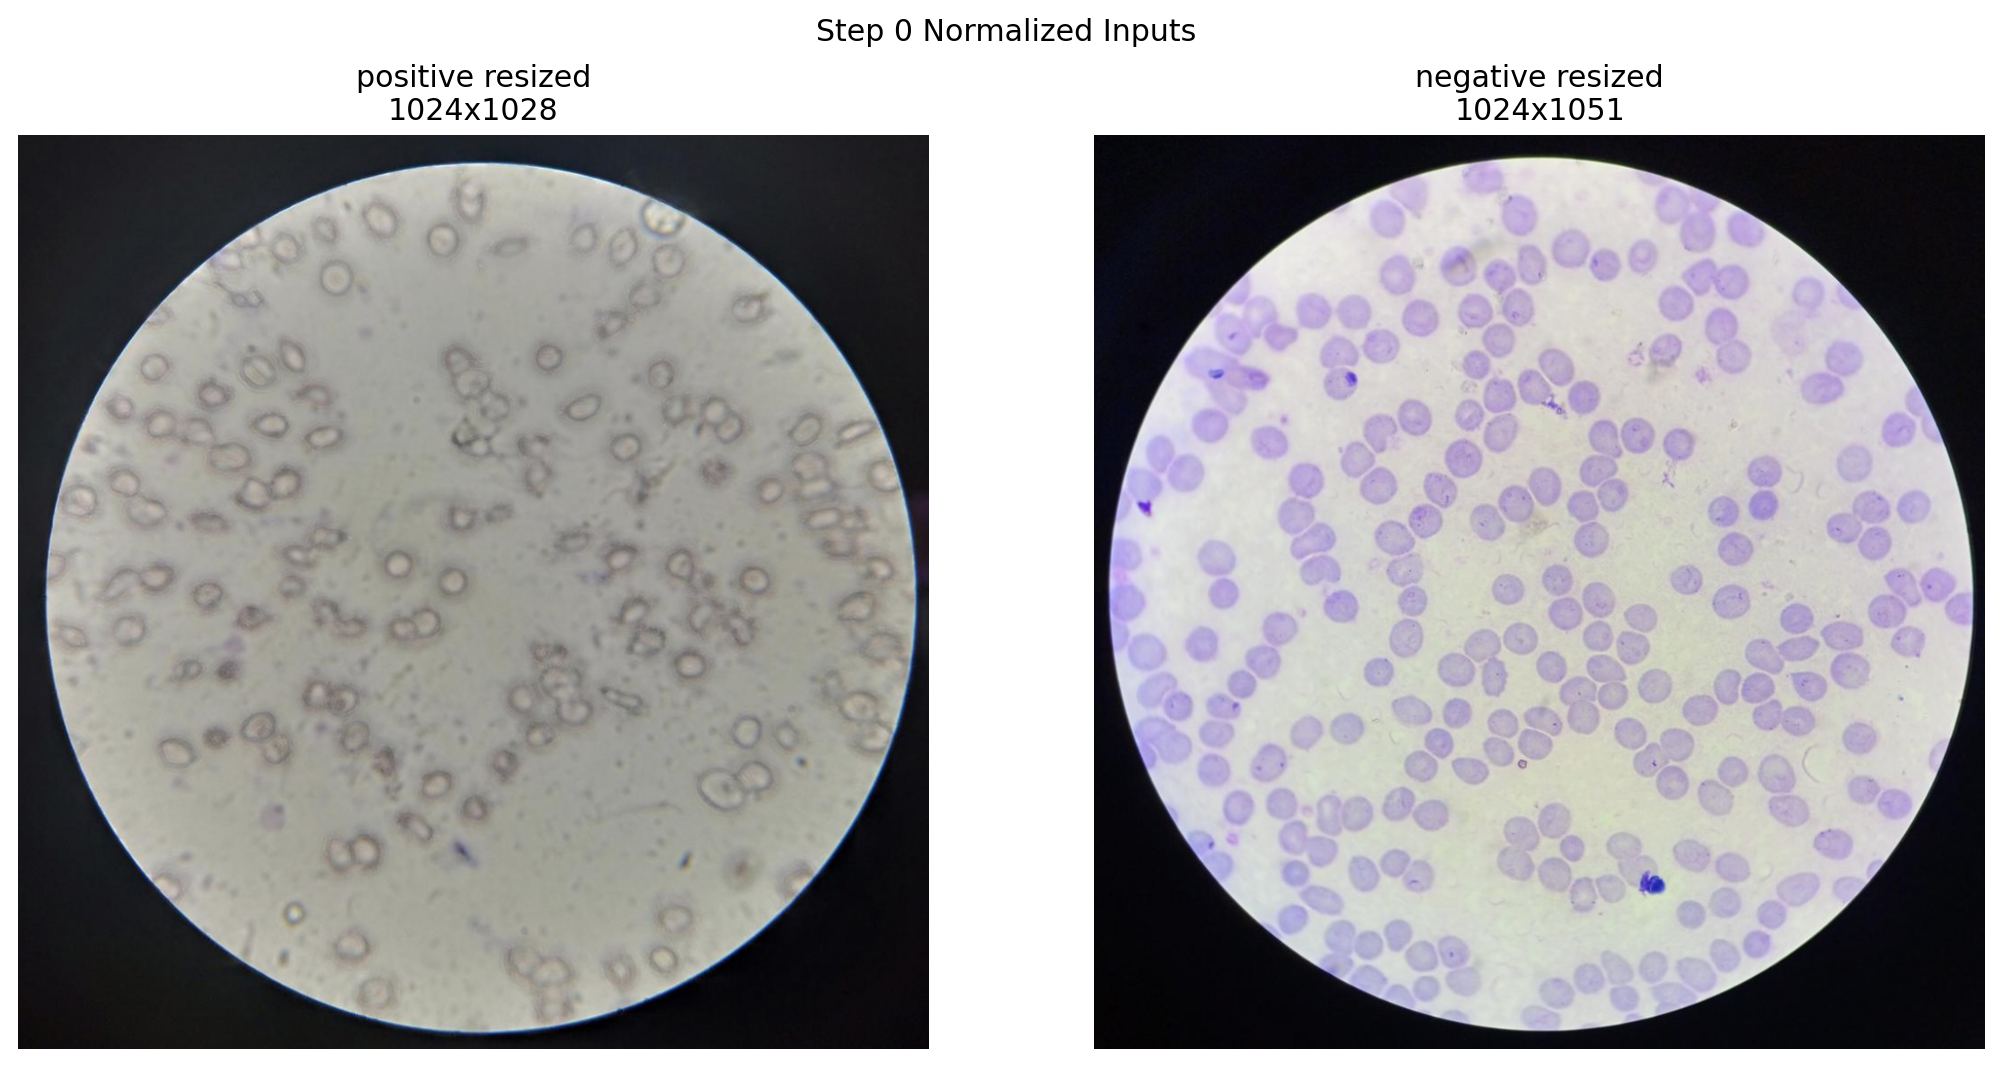 Step 0 Normalized Inputs
positive resized
1024x1028
negative resized
1024x1051